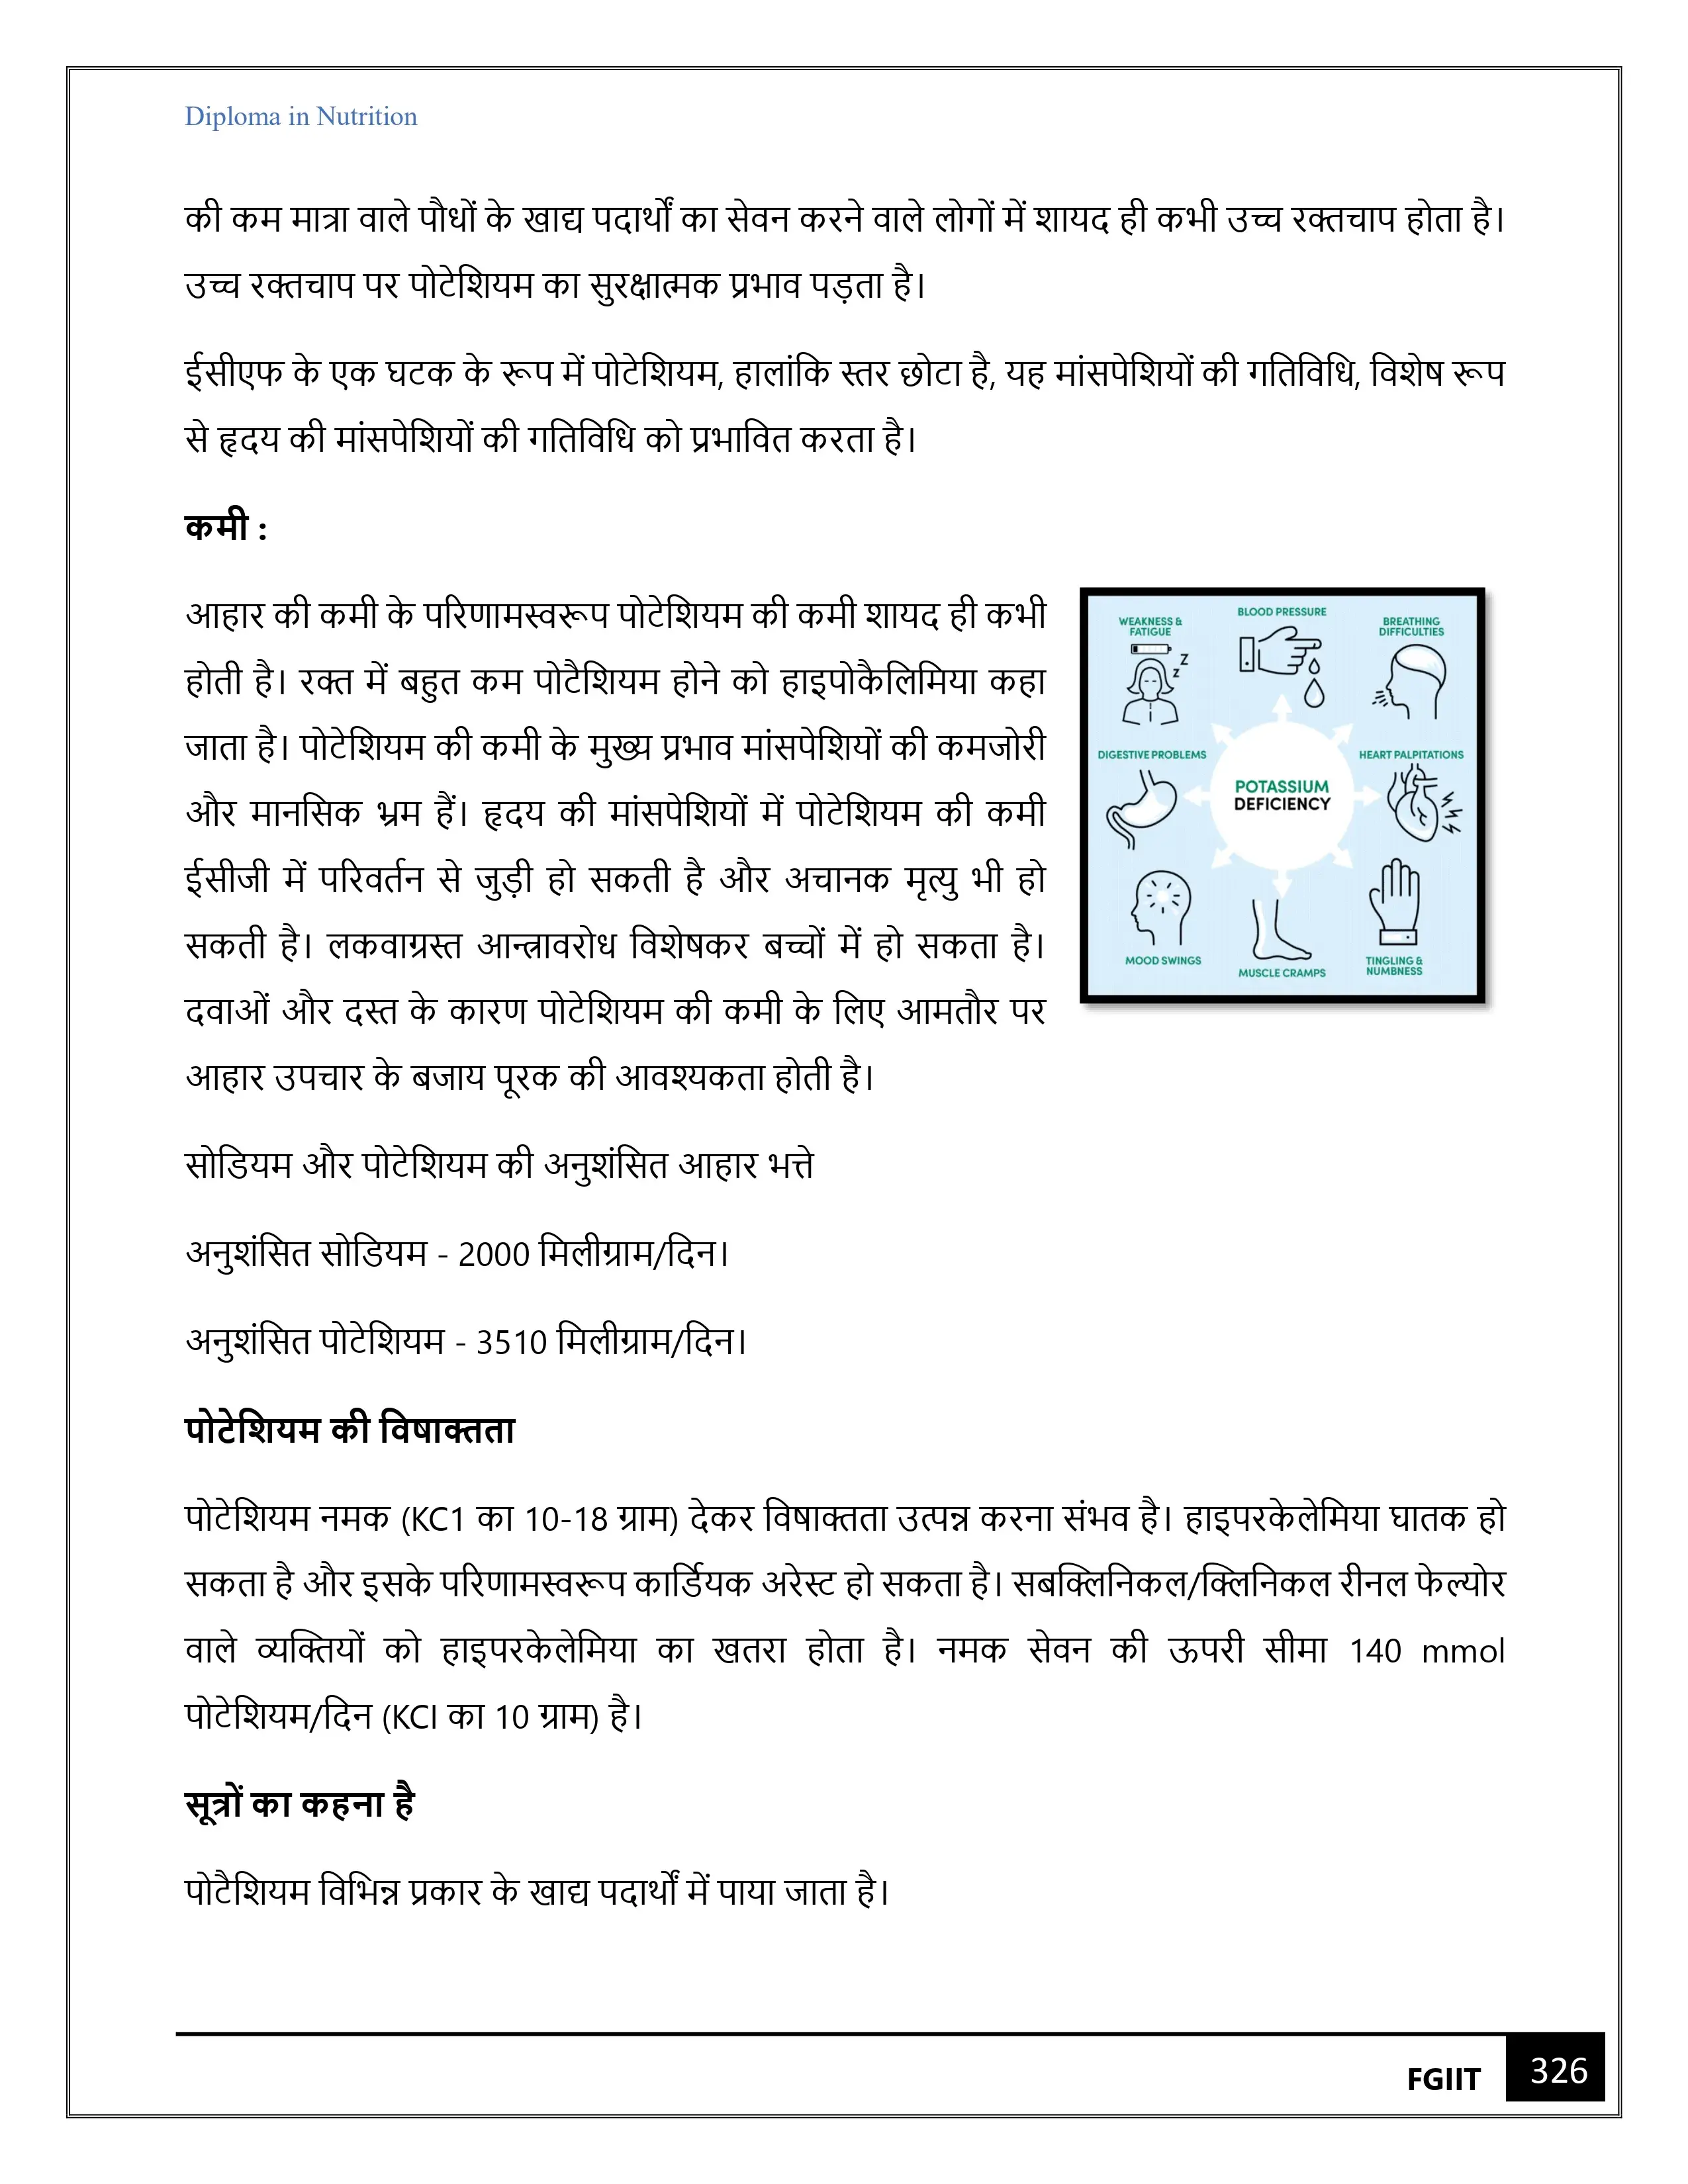 Diploma in Nutrition
की कम मात्रा वाले पौधों के खाद्य पदार्थों का सेवन करने वाले लोगों में शायद ही कभी उच्च रक्तचाप होता है।
उच्च रक्तचाप पर पोटेशियम का सुरक्षात्मक प्रभाव पड़ता है।
ईसीएफ के एक घटक के रूप में पोटेशियम, हालांकि स्तर छोटा है, यह मांसपेशियों की गतिविधि, विशेष रूप
से हृदय की मांसपेशियों की गतिविधि को प्रभावित करता है।
कमी :
आहार की कमी के परिणामस्वरूप पोटेशियम की कमी शायद ही कभी
होती है। रक्त में बहुत कम पोटैशियम होने को हाइपोकैलिमिया कहा
जाता है। पोटेशियम की कमी के मुख्य प्रभाव मांसपेशियों की कमजोरी
और मानसिक भ्रम हैं। हृदय की मांसपेशियों में पोटेशियम की कमी
ईसीजी में परिवर्तन से जुड़ी हो सकती है और अचानक मृत्यु भी हो
सकती है। लकवाग्रस्त आन्त्रावरोध विशेषकर बच्चों में हो सकता है।
दवाओं और दस्त के कारण पोटेशियम की कमी के लिए आमतौर पर
आहार उपचार के बजाय पूरक की आवश्यकता होती है।
WEAKNESS &
FATIGUE
BLOOD PRESSURE
BREATHING
DIFFICULTIES
z Z
DIGESTIVE PROBLEMS
HEART PALPITATIONS
POTASSIUM
DEFICIENCY
MOOD SWINGS
MUSCLE CRAMPS
TINGLING &
NUMBNESS
सोडियम और पोटेशियम की अनुशंसित आहार भत्ते
अनुशंसित सोडियम - 2000 मिलीग्राम/दिन।
अनुशंसित पोटेशियम - 3510 मिलीग्राम/दिन।
पोटेशियम की विषाक्तता
पोटेशियम नमक (KC1 का 10-18 ग्राम) देकर विषाक्तता उत्पन्न करना संभव है। हाइपरकेलेमिया घातक हो
सकता है और इसके परिणामस्वरूप कार्डियक अरेस्ट हो सकता है। सबक्लिनिकल/क्लिनिकल रीनल फेल्योर
वाले व्यक्तियों को हाइपरकेलेमिया का खतरा होता है। नमक सेवन की ऊपरी सीमा 140 mmol
पोटेशियम/दिन (KCl का 10 ग्राम) है।
सूत्रों का कहना है
पोटैशियम विभिन्न प्रकार के खाद्य पदार्थों में पाया जाता है।
FGIIT 326